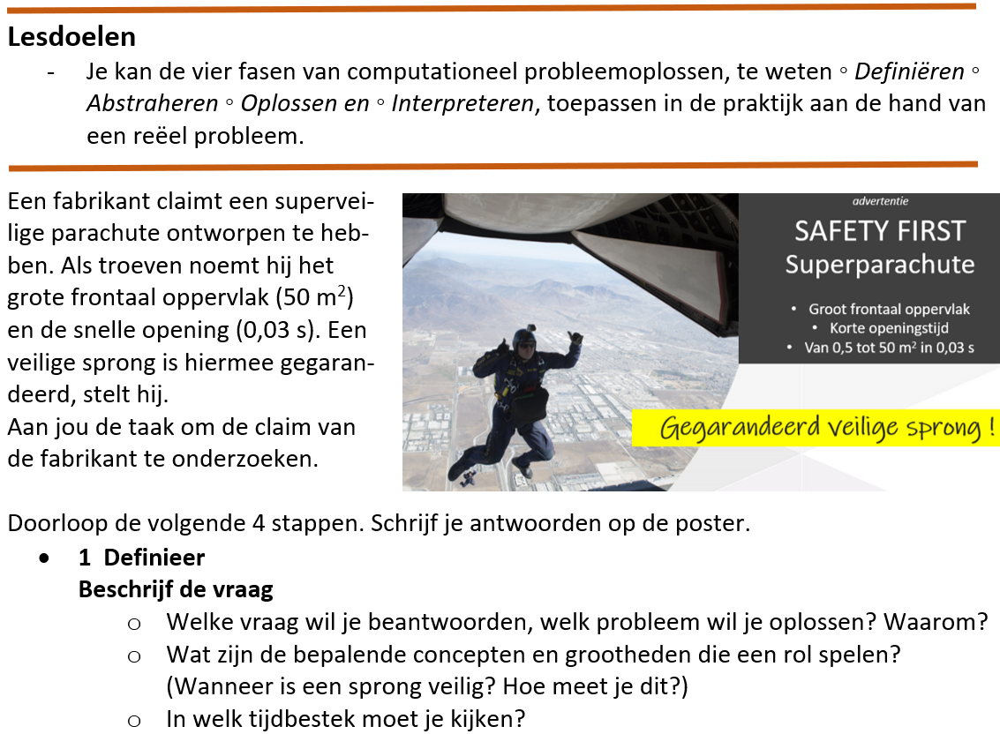 Lesdoelen
- Je kan de vier fasen van computationeel probleemoplossen, te weten ◦ Definiëren ◦
Abstraheren ◦ Oplossen en ◦ Interpreteren, toepassen in de praktijk aan de hand van
een reëel probleem.
Een fabrikant claimt een supervei-
lige parachute ontworpen te heb-
ben. Als troeven noemt hij het
grote frontaal oppervlak (50 m²)
en de snelle opening (0,03 s). Een
veilige sprong is hiermee gegaran-
deerd, stelt hij.
Aan jou de taak om de claim van
de fabrikant te onderzoeken.
advertentie
SAFETY FIRST
Superparachute
• Groot frontaal oppervlak
• Korte openingstijd
• Van 0,5 tot 50 m² in 0,03 s
Gegarandeerd veilige sprong !
Doorloop de volgende 4 stappen. Schrijf je antwoorden op de poster.
• 1 Definieer
Beschrijf de vraag
o Welke vraag wil je beantwoorden, welk probleem wil je oplossen? Waarom?
o Wat zijn de bepalende concepten en grootheden die een rol spelen?
(Wanneer is een sprong veilig? Hoe meet je dit?)
o In welk tijdbestek moet je kijken?